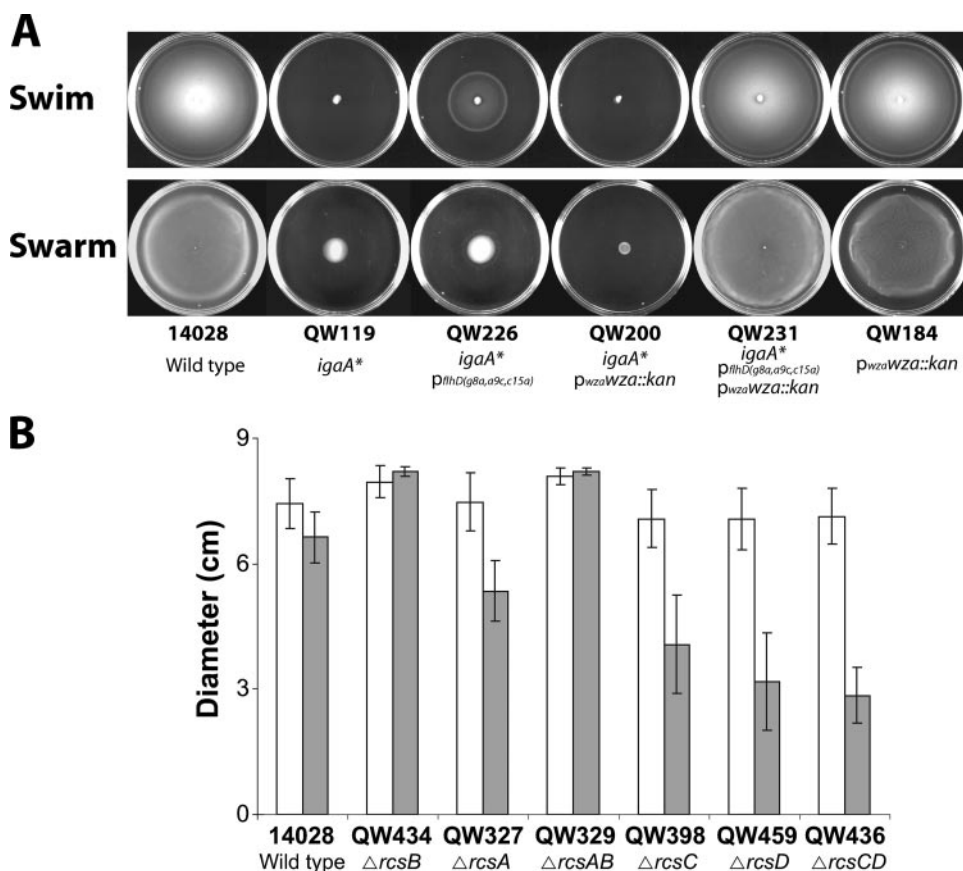 A
Swim
Swarm
14028 QW119 QW226 QW200 QW231 QW184
Wild type igaA* igaA* igaA* igaA* pwzawza::kan
pflhD(g8a,a9c,c15a) pwzawza::kan pflhD(g8a,a9c,c15a)
pwzawza::kan
B
9
6
3
0
Diameter (cm)
14028 QW434 QW327 QW329 QW398 QW459 QW436
Wild type △rcsB △rcsA △rcsAB △rcsC △rcsD △rcsCD